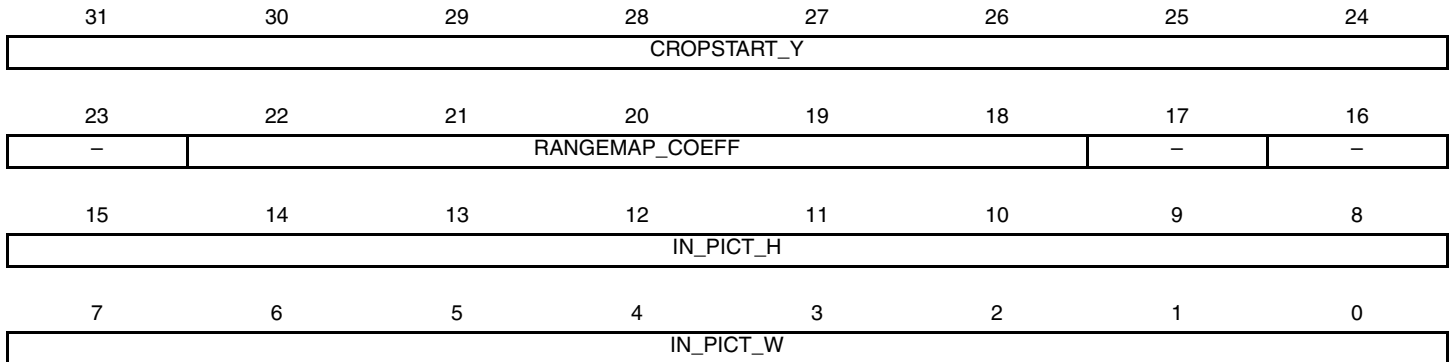 31 30 29 28 27 26 25 24
CROPSTART_Y
23 22 21 20 19 18 17 16
– RANGEMAP_COEFF – –
15 14 13 12 11 10 9 8
IN_PICT_H
7 6 5 4 3 2 1 0
IN_PICT_W